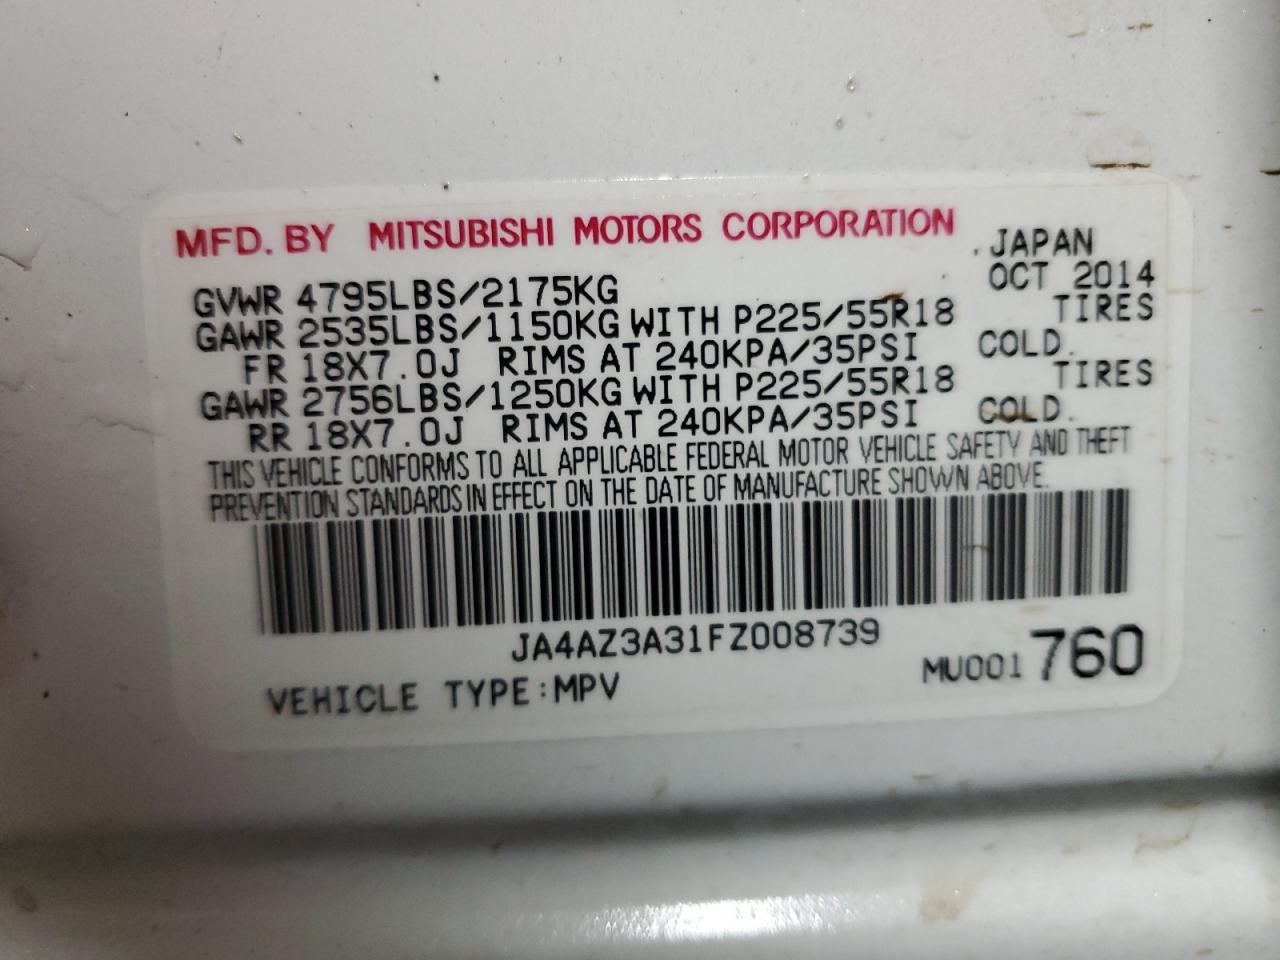 MFD. BY MITSUBISHI MOTORS CORPORATION
JAPAN
OCT 2014
GVWR 4795LBS/2175KG
GAWR 2535LBS/1150KG WITH P225/55R18 TIRES
FR 18X7.0J RIMS AT 240KPA/35PSI COLD.
GAWR 2756LBS/1250KG WITH P225/55R18 TIRES
RR 18X7.0J RIMS AT 240KPA/35PSI COLD.
THIS VEHICLE CONFORMS TO ALL APPLICABLE FEDERAL MOTOR VEHICLE SAFETY AND THEFT
PREVENTION STANDARDS IN EFFECT ON THE DATE OF MANUFACTURE SHOWN ABOVE.
JA4AZ3A31FZ008739
VEHICLE TYPE:MPV
MU001 760